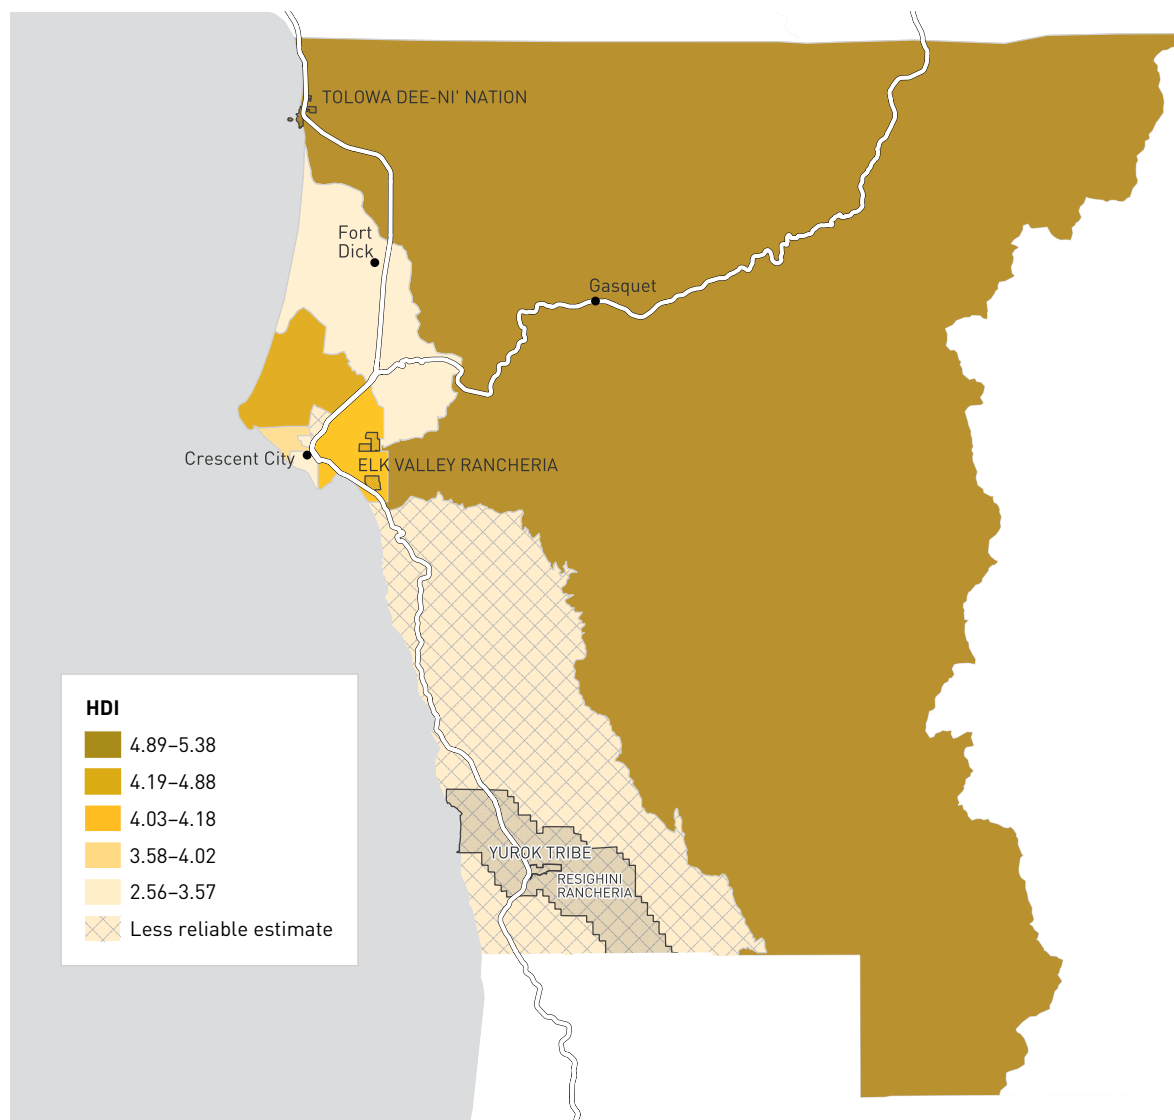 TOLOWA DEE-NI' NATION
Fort
Dick
Gasquet
Crescent City
ELK VALLEY RANCHERIA
HDI
4.89–5.38
4.19–4.88
4.03–4.18
3.58–4.02
2.56–3.57
Less reliable estimate
YUROK TRIBE
RESIGHINI
RANCHERIA